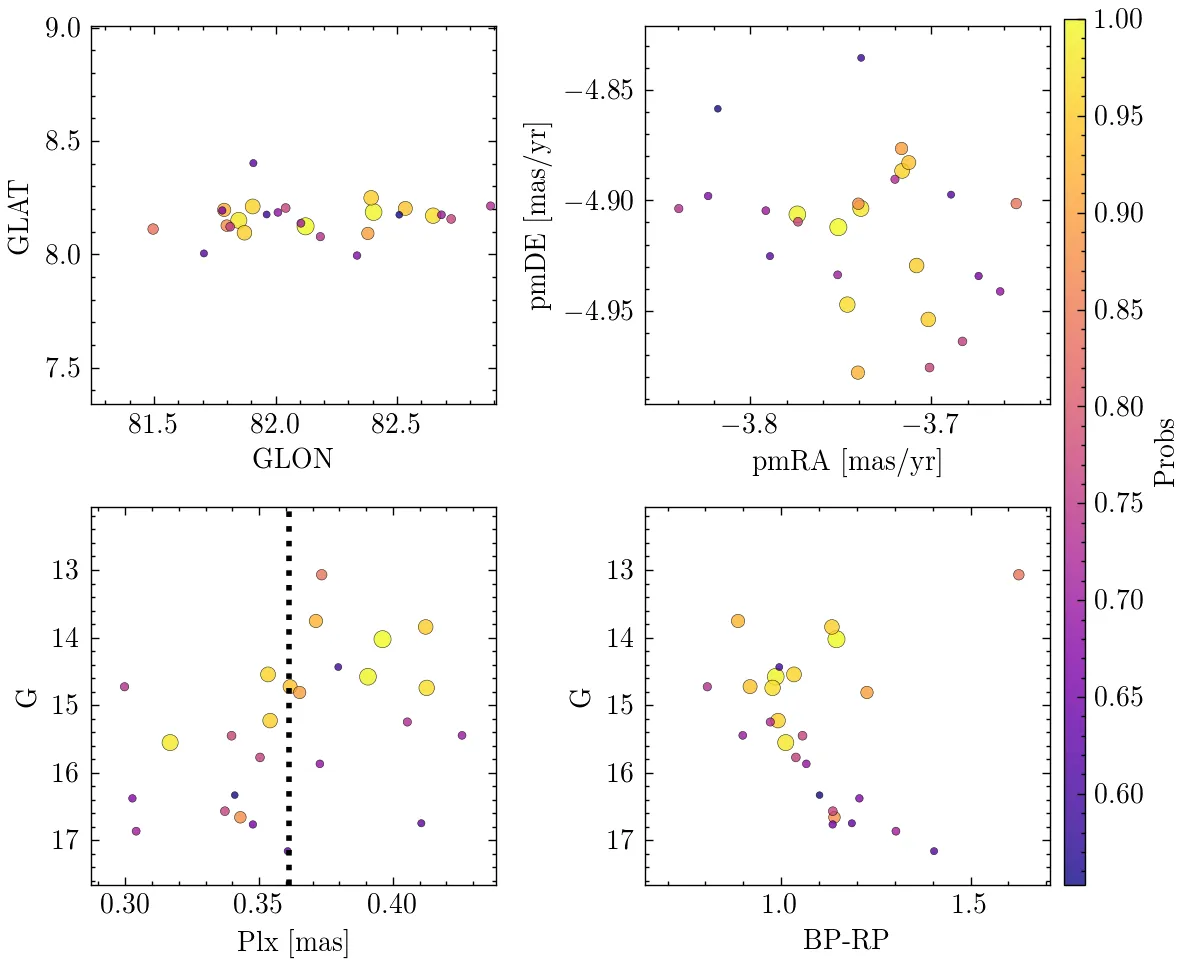 9.0
8.5
8.0
7.5
GLAT
81.5 82.0 82.5
GLON
−4.85
−4.90
−4.95
pmDE [mas/yr]
−3.8 −3.7
pmRA [mas/yr]
1.00
0.95
0.90
0.85
0.80
0.75
0.70
0.65
0.60
Probs
13
14
15
16
17
G
0.30 0.35 0.40
Plx [mas]
13
14
15
16
17
G
1.0 1.5
BP-RP